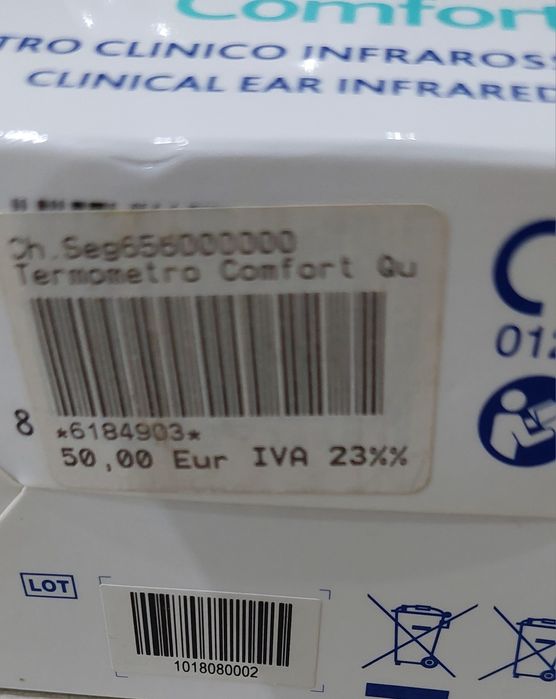 Comfort
TRO CLINICO INFRAROSS
CLINICAL EAR INFRARED
Ch.Seg656000000
Termometro Comfort Qu
8 *6184903*
50,00 Eur IVA 23%%
012
LOT
1018080002